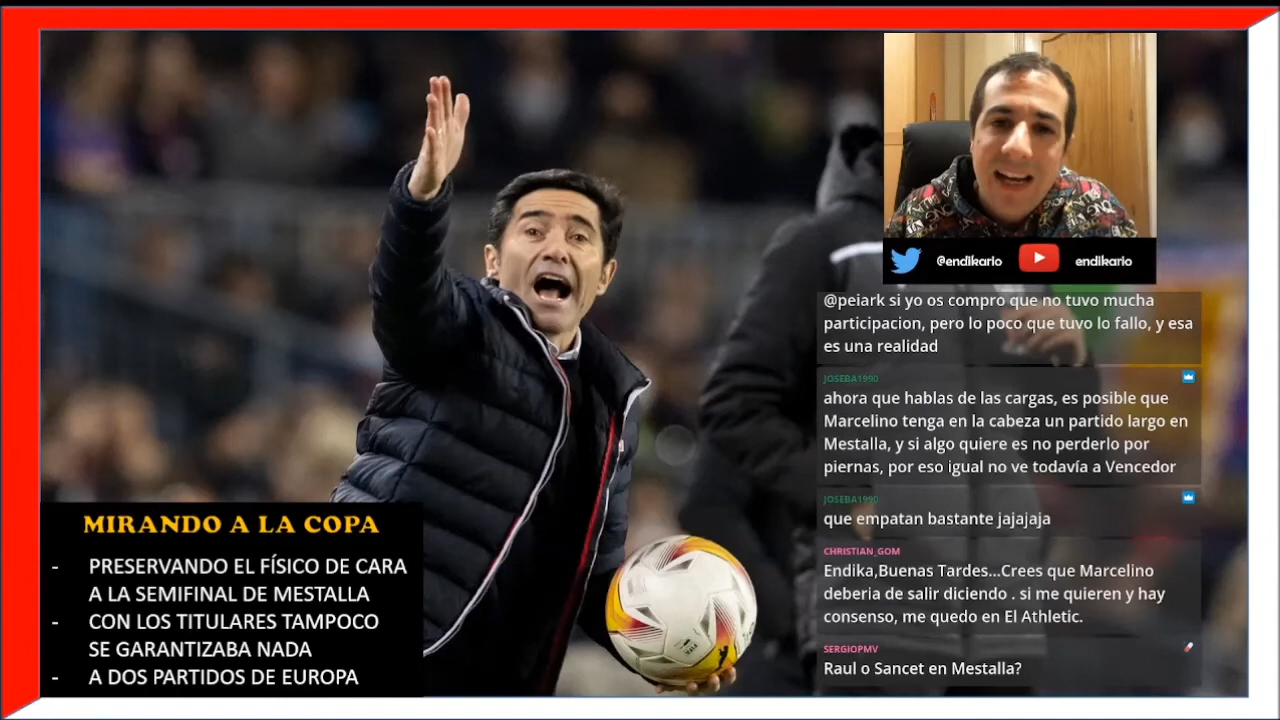 @endikario
endikario
@peiark si yo os compro que no tuvo mucha
participacion, pero lo poco que tuvo lo fallo, y esa
es una realidad
JOSEBA1990
ahora que hablas de las cargas, es posible que
Marcelino tenga en la cabeza un partido largo en
Mestalla, y si algo quiere es no perderlo por
piernas, por eso igual no ve todavía a Vencedor
JOSEBA1990
que empatan bastante jajajaja
CHRISTIAN_GOM
Endika,Buenas Tardes...Crees que Marcelino
deberia de salir diciendo . si me quieren y hay
consenso, me quedo en El Athletic.
SERGIOPMV
Raul o Sancet en Mestalla?
MIRANDO A LA COPA
- PRESERVANDO EL FÍSICO DE CARA
A LA SEMIFINAL DE MESTALLA
- CON LOS TITULARES TAMPOCO
SE GARANTIZABA NADA
- A DOS PARTIDOS DE EUROPA